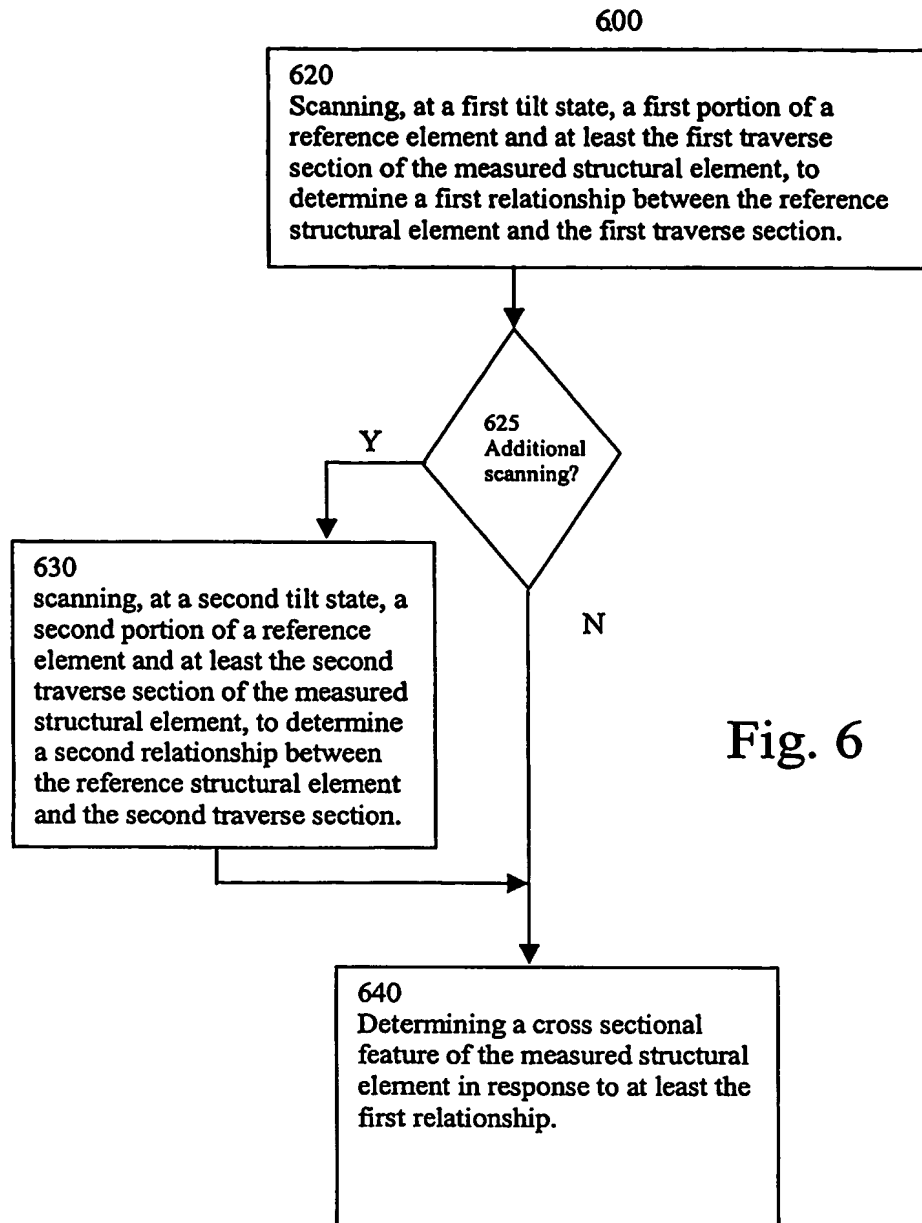 600
620
Scanning, at a first tilt state, a first portion of a
reference element and at least the first traverse
section of the measured structural element, to
determine a first relationship between the reference
structural element and the first traverse section.
625
Additional
scanning?
Y
N
630
scanning, at a second tilt state, a
second portion of a reference
element and at least the second
traverse section of the measured
structural element, to determine
a second relationship between
the reference structural element
and the second traverse section.
Fig. 6
640
Determining a cross sectional
feature of the measured structural
element in response to at least the
first relationship.